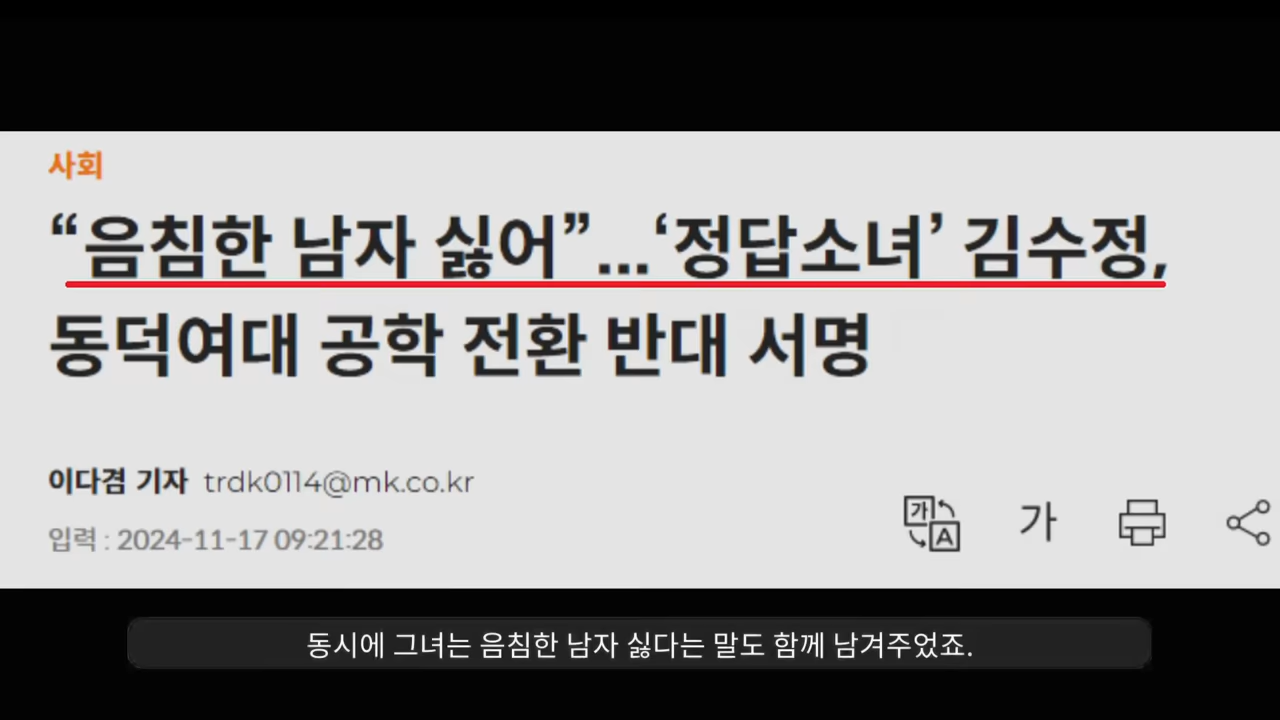 사회
“음침한 남자 싫어”...‘정답소녀’ 김수정,
동덕여대 공학 전환 반대 서명
이다겸 기자 trdk0114@mk.co.kr
입력 : 2024-11-17 09:21:28
가 A 가
동시에 그녀는 음침한 남자 싫다는 말도 함께 남겨주었죠.